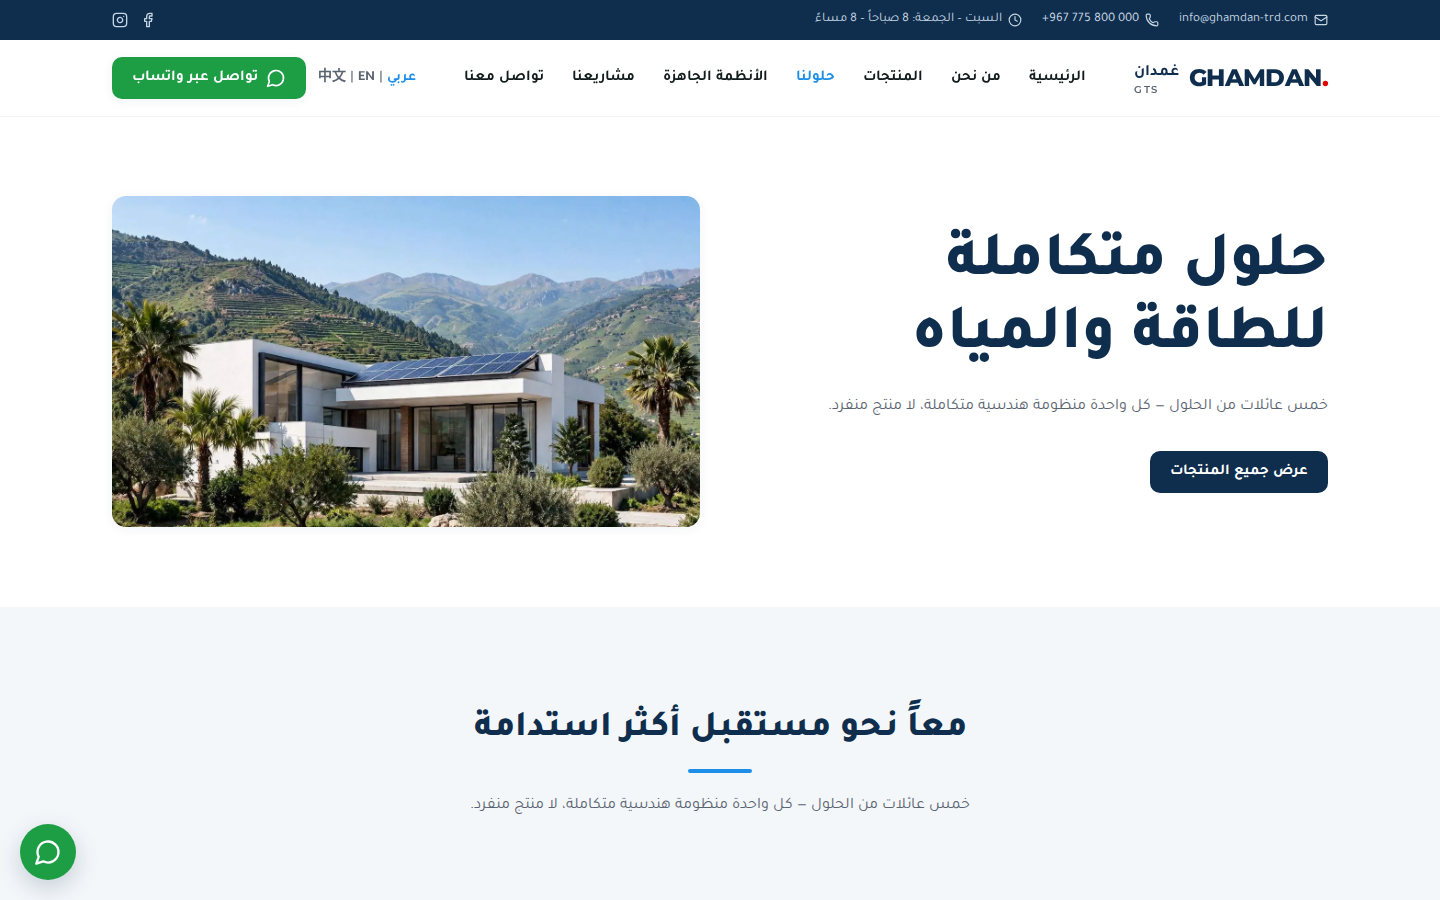 info@ghamdan-trd.com
+967 775 800 000
السبت - الجمعة: 8 صباحاً - 8 مساءً
GHAMDAN.
غمدان
GTS
الرئيسية
من نحن
المنتجات
حلولنا
الأنظمة الجاهزة
مشاريعنا
تواصل معنا
عربي | EN | 中文
تواصل عبر واتساب
حلول متكاملة
للطاقة والمياه
خمس عائلات من الحلول — كل واحدة منظومة هندسية متكاملة، لا منتج منفرد.
عرض جميع المنتجات
معاً نحو مستقبل أكثر استدامة
خمس عائلات من الحلول — كل واحدة منظومة هندسية متكاملة، لا منتج منفرد.